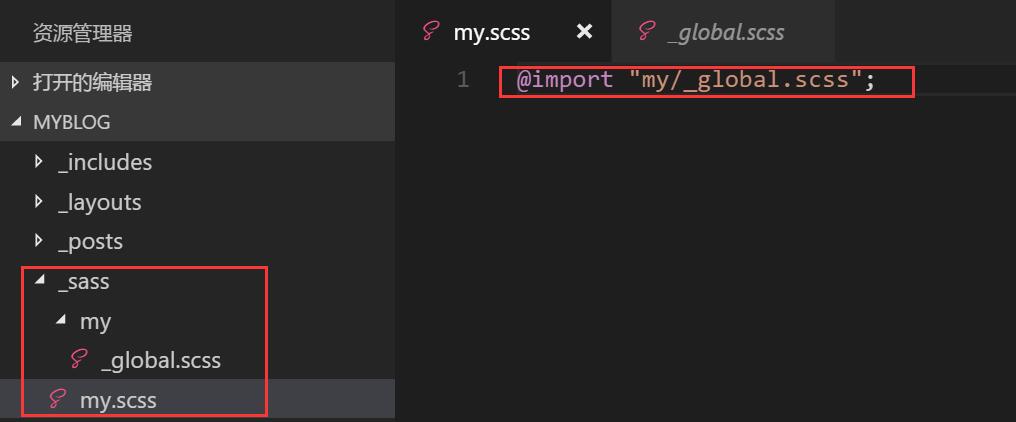 资源管理器
打开的编辑器
MYBLOG
_includes
_layouts
_posts
_sass
my
_global.scss
my.scss
my.scss _global.scss
1 @import "my/_global.scss";